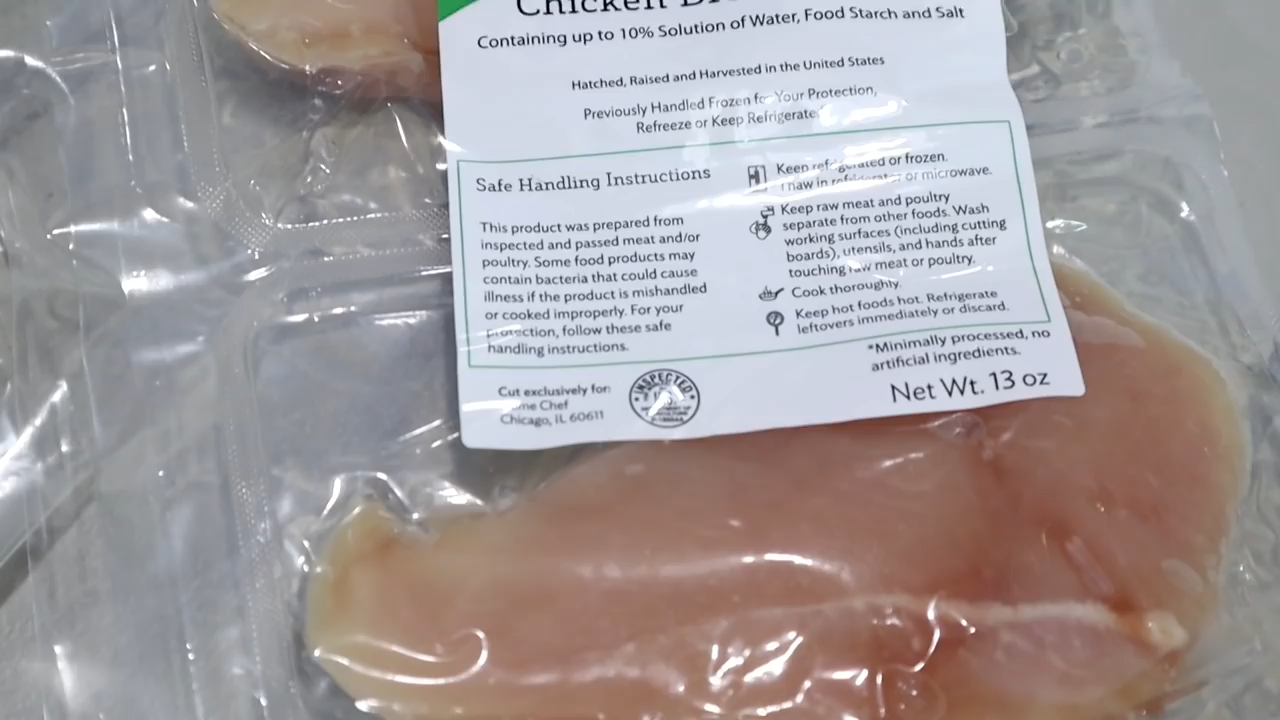 Chicken
Containing up to 10% Solution of Water, Food Starch and Salt
Hatched, Raised and Harvested in the United States
Previously Handled Frozen for Your Protection,
Refreeze or Keep Refrigerate
Safe Handling Instructions
This product was prepared from
inspected and passed meat and/or
poultry. Some food products may
contain bacteria that could cause
illness if the product is mishandled
or cooked improperly. For your
protection, follow these safe
handling instructions.
Keep refrigerated or frozen.
Thaw in refrigerator or microwave.
Keep raw meat and poultry
separate from other foods. Wash
working surfaces (including cutting
boards), utensils, and hands after
touching raw meat or poultry.
Cook thoroughly.
Keep hot foods hot. Refrigerate
leftovers immediately or discard.
*Minimally processed, no
artificial ingredients.
Net Wt. 13 oz
Cut exclusively for:
Chef
Chicago, IL 60611
INSPECTED